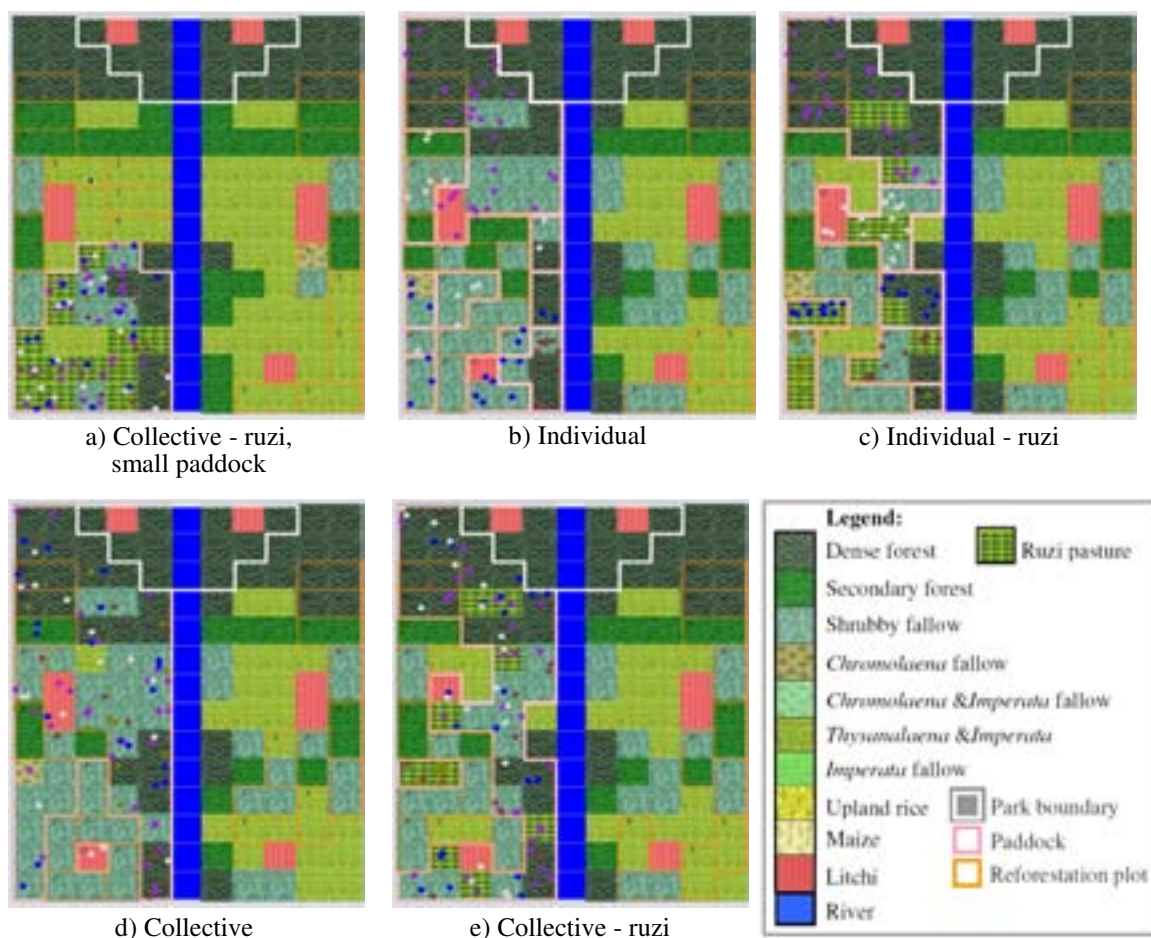 a) Collective - ruzi,
small paddock
b) Individual
c) Individual - ruzi
d) Collective
e) Collective - ruzi
Legend:
Dense forest
Ruzi pasture
Secondary forest
Shrubby fallow
Chromolaena fallow
Chromolaena &Imperata fallow
Thysanalaena &Imperata
Imperata fallow
Upland rice
Park boundary
Maize
Paddock
Litchi
Reforestation plot
River